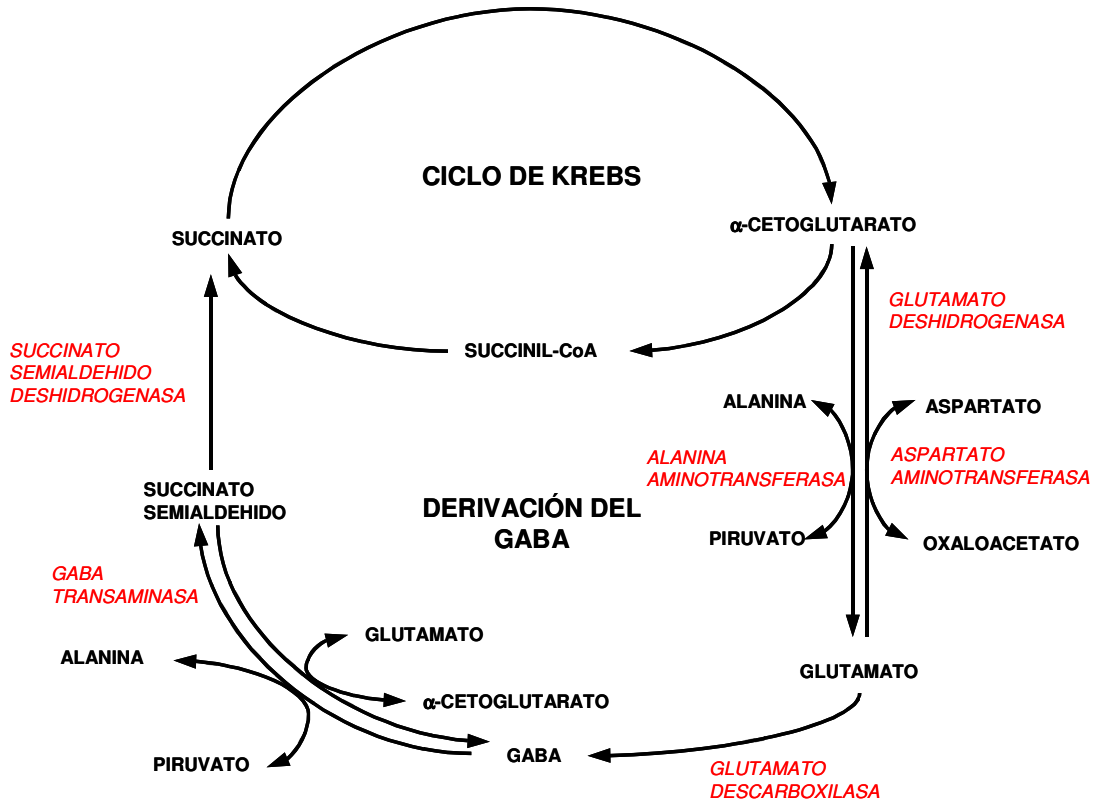 CICLO DE KREBS
SUCCINATO
α-CETOGLUTARATO
GLUTAMATO
DESHIDROGENASA
SUCCINIL-CoA
SUCCINATO
SEMIALDEHIDO
DESHIDROGENASA
ALANINA
ASPARTATO
ALANINA
AMINOTRANSFERASA
ASPARTATO
AMINOTRANSFERASA
SUCCINATO
SEMIALDEHIDO
DERIVACIÓN DEL
GABA
PIRUVATO
OXALOACETATO
GABA
TRANSAMINASA
GLUTAMATO
ALANINA
α-CETOGLUTARATO
GLUTAMATO
PIRUVATO
GABA
GLUTAMATO
DESCARBOXILASA